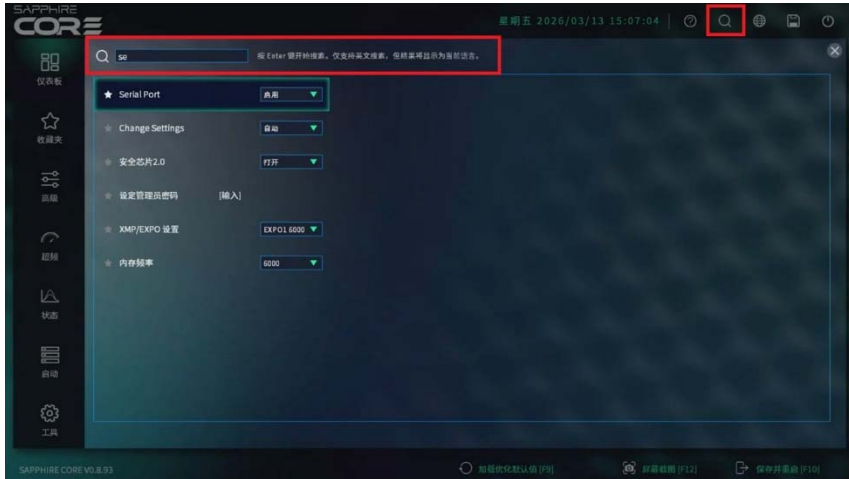 SAPPHIRE
CORE
星期五 2026/03/13 15:07:04
se
按 Enter 键开始搜索。仅支持英文搜索，但结果将显示为当前语言。
仪表板
收藏夹
高级
超频
状态
启动
工具
Serial Port 启用
Change Settings 自动
安全芯片2.0 打开
设定管理员密码 [输入]
XMP/EXPO 设置 EXPO1 6000
内存频率 6000
SAPPHIRE CORE V0.8.93
加载优化默认值 [F9]
屏幕截图 [F12]
保存并重启 [F10]